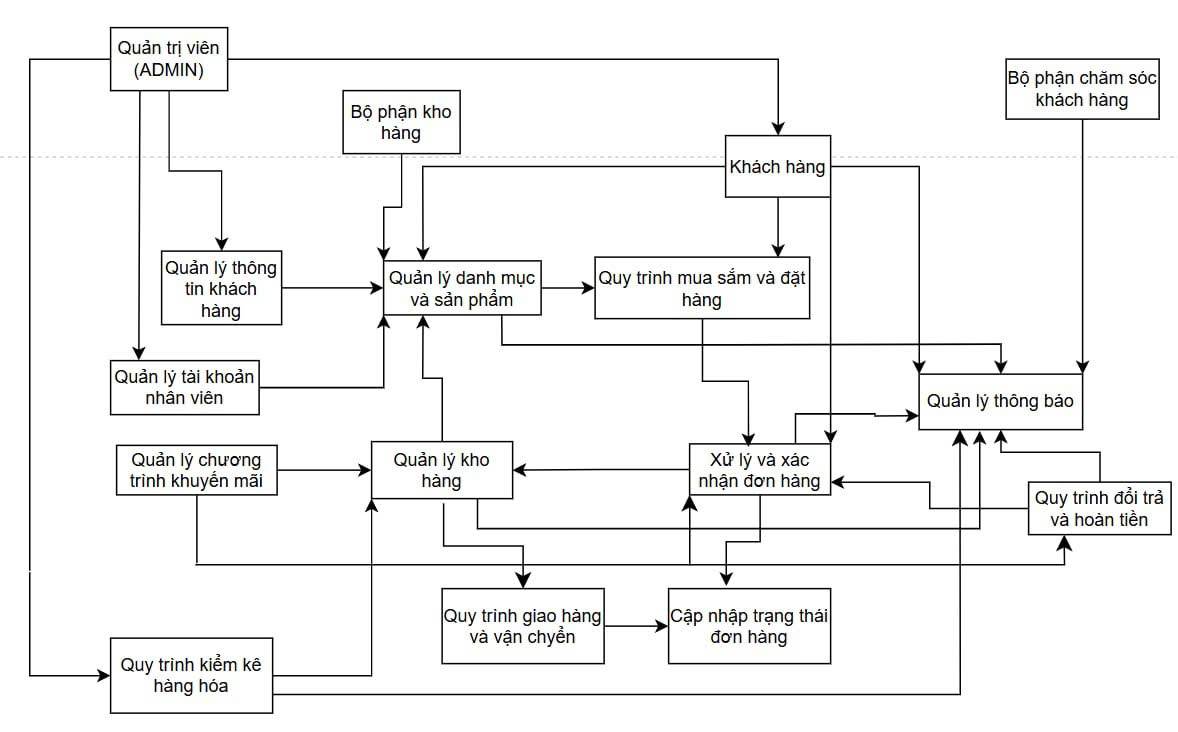 Quản trị viên
(ADMIN)
Bộ phận chăm sóc
khách hàng
Bộ phận kho
hàng
Khách hàng
Quản lý thông
tin khách
hàng
Quản lý danh mục
và sản phẩm
Quy trình mua sắm và đặt
hàng
Quản lý tài khoản
nhân viên
Quản lý thông báo
Quản lý chương
trình khuyến mãi
Quản lý kho
hàng
Xử lý và xác
nhận đơn hàng
Quy trình đổi trả
và hoàn tiền
Quy trình giao hàng
và vận chyển
Cập nhập trạng thái
đơn hàng
Quy trình kiểm kê
hàng hóa